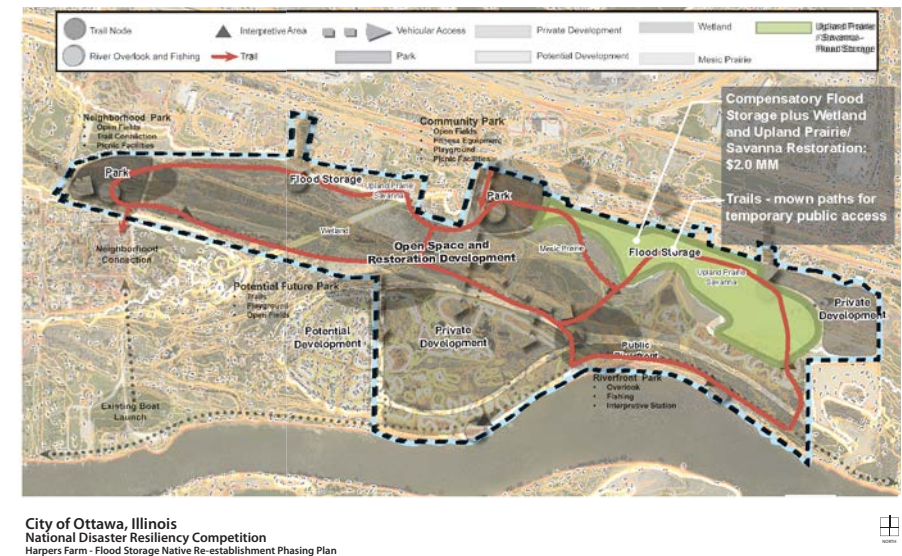 Trail Node
Interpretive Area
Vehicular Access
Private Development
Wetland
Upland Prairie
Savanna
Flood Storage
River Overlook and Fishing
Trail
Park
Potential Development
Mesic Prairie
Compensatory Flood
Storage plus Wetland
and Upland Prairie/
Savanna Restoration:
$2.0 MM
Trails - mown paths for
temporary public access
Neighborhood Park
• Open Fields
• Trail Connection
• Picnic Facilities
Community Park
• Open Fields
• Fitness Equipment
• Playground
• Picnic Facilities
Park
Flood Storage
Upland Prairie
Savanna
Park
Wetland
Open Space and
Restoration Development
Mesic Prairie
Flood Storage
Upland Prairie
Savanna
Neighborhood
Connection
Potential Future Park
• Trails
• Playground
• Open Fields
Potential
Development
Private
Development
Private
Development
Public
Riverfront
Riverfront Park
• Overlook
• Fishing
• Interpretive Station
Existing Boat
Launch
City of Ottawa, Illinois
National Disaster Resiliency Competition
Harpers Farm - Flood Storage Native Re-establishment Phasing Plan
NORTH